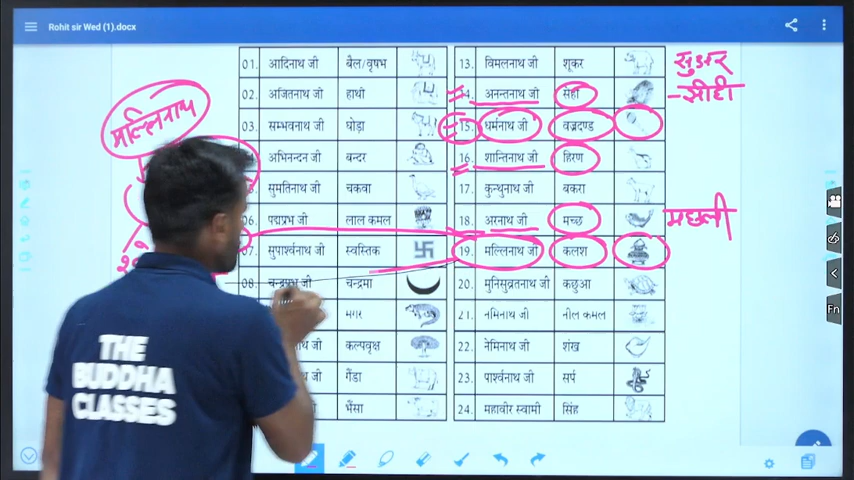 Rohit sir Wed (1).docx
01. आदिनाथ जी बैल/वृषभ
02. अजितनाथ जी हाथी
03. सम्भवनाथ जी घोड़ा
अभिनन्दन जी बन्दर
सुमतिनाथ जी चकवा
06. पद्मप्रभ जी लाल कमल
07. सुपार्श्वनाथ जी स्वस्तिक
08. चन्द्रप्रभ जी चन्द्रमा
मगर
जी कल्पवृक्ष
जी गैंडा
जी भैंसा
13. विमलनाथ जी शूकर
14. अनन्तनाथ जी सेही
15. धर्मनाथ जी वज्रदण्ड
16. शान्तिनाथ जी हिरण
17. कुन्थुनाथ जी बकरा
18. अरनाथ जी मच्छ
19. मल्लिनाथ जी कलश
20. मुनिसुव्रतनाथ जी कछुआ
21. नमिनाथ जी नील कमल
22. नेमिनाथ जी शंख
23. पार्श्वनाथ जी सर्प
24. महावीर स्वामी सिंह
मल्लिनाथ
सुअर
मछली
THE
BUDDHA
CLASSES
Fn